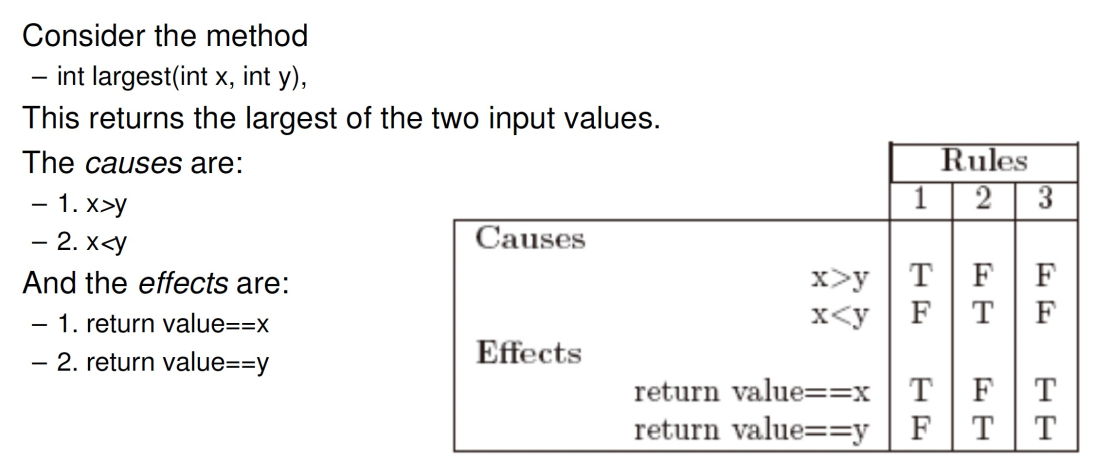 Consider the method
– int largest(int x, int y),
This returns the largest of the two input values.
The causes are:
– 1. x>y
– 2. x<y
And the effects are:
– 1. return value==x
– 2. return value==y
Rules
1 2 3
Causes
x>y T F F
x<y F T F
Effects
return value==x T F T
return value==y F T T